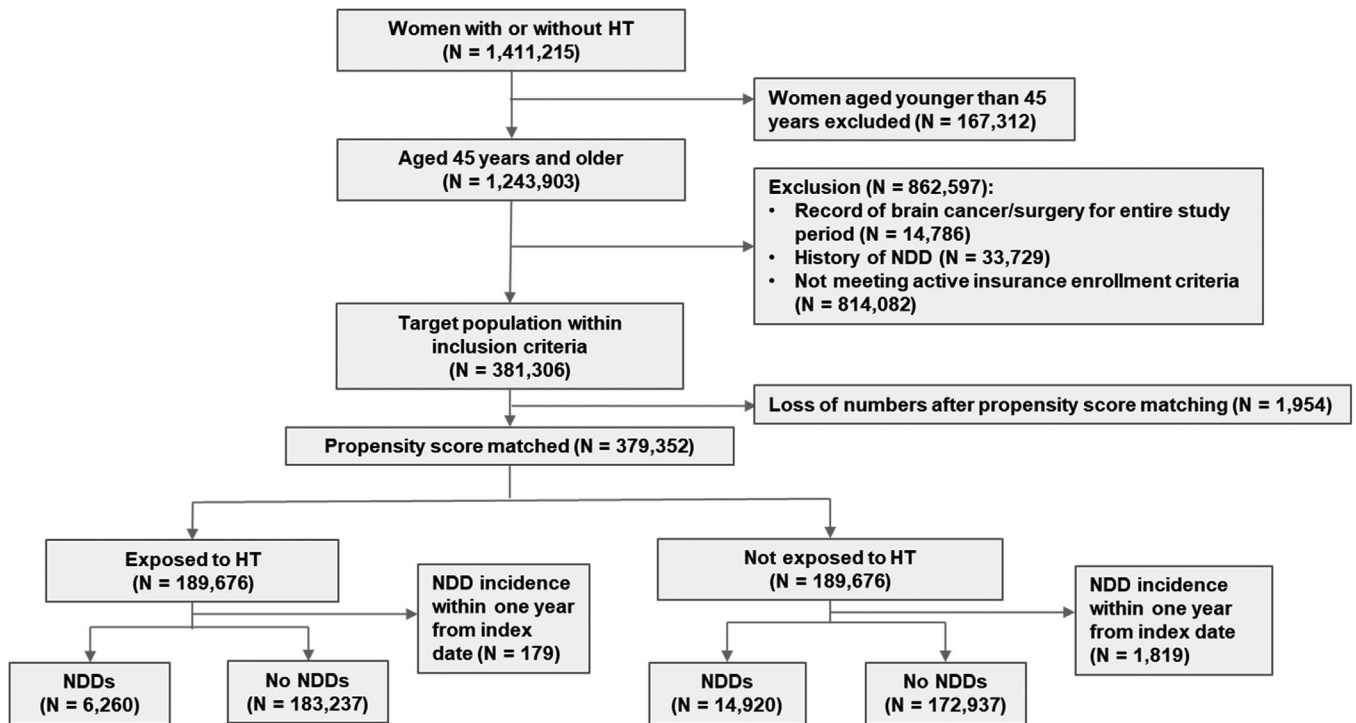 Women with or without HT
(N = 1,411,215)
Women aged younger than 45
years excluded (N = 167,312)
Aged 45 years and older
(N = 1,243,903)
Exclusion (N = 862,597):
• Record of brain cancer/surgery for entire study
period (N = 14,786)
• History of NDD (N = 33,729)
• Not meeting active insurance enrollment criteria
(N = 814,082)
Target population within
inclusion criteria
(N = 381,306)
Loss of numbers after propensity score matching (N = 1,954)
Propensity score matched (N = 379,352)
Exposed to HT
(N = 189,676)
NDD incidence
within one year
from index
date (N = 179)
NDDs
(N = 6,260)
No NDDs
(N = 183,237)
Not exposed to HT
(N = 189,676)
NDD incidence
within one year
from index date
(N = 1,819)
NDDs
(N = 14,920)
No NDDs
(N = 172,937)